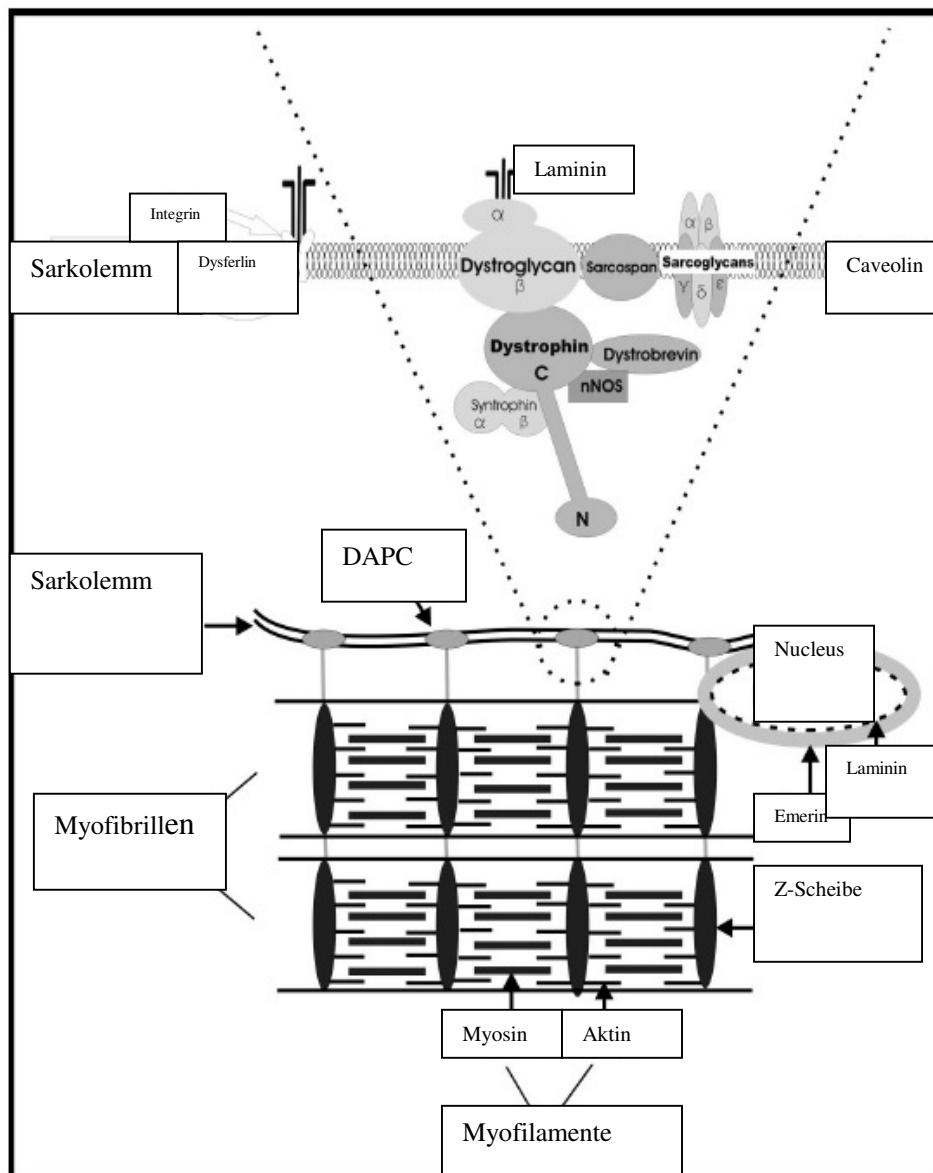 Laminin
Integrin
α
α β
Sarkolemm
Dysferlin
Dystroglycan
β
Sarcospan
Sarcoglycans
γ δ ε
Caveolin
Dystrophin
C
Dystrobrevin
nNOS
Syntrophin
α β
N
DAPC
Sarkolemm
Nucleus
Laminin
Emerin
Myofibrillen
Z-Scheibe
Myosin
Aktin
Myofilamente